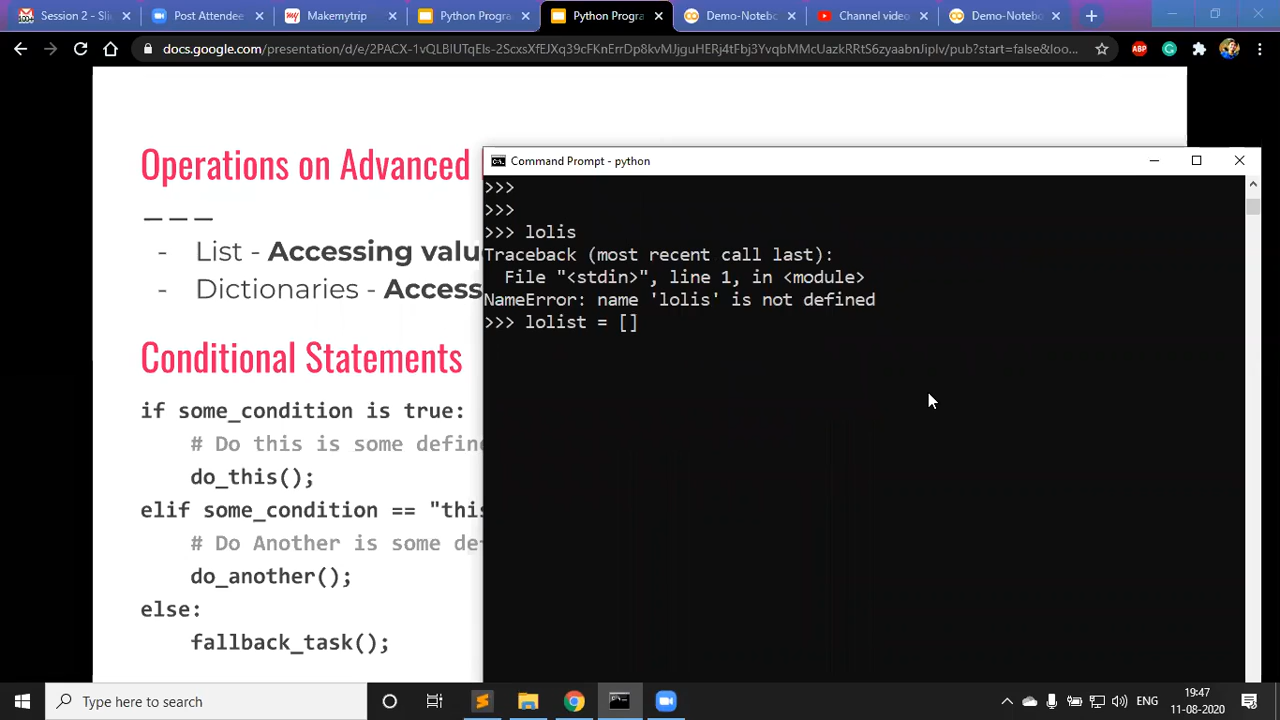 Session 2 - Sli
Post Attendee
Makemytrip
Python Progra
Python Progra
Demo-Noteboo
Channel video
Demo-Notebo
docs.google.com/presentation/d/e/2PACX-1vQLBIUTqEIs-2ScxsXfEJXq39cFKnErrDp8kvMJjguHERj4tFbj3YvqbMMcUazkRRtS6zyaabnJiplv/pub?start=false&loo...
Operations on Advanced
---
- List - Accessing valu
- Dictionaries - Access
Conditional Statements
if some_condition is true:
# Do this is some define
do_this();
elif some_condition == "this
# Do Another is some de
do_another();
else:
fallback_task();
Command Prompt - python
>>>
>>>
>>> lolis
Traceback (most recent call last):
File "<stdin>", line 1, in <module>
NameError: name 'lolis' is not defined
>>> lolist = []
Type here to search
ENG
19:47
11-08-2020